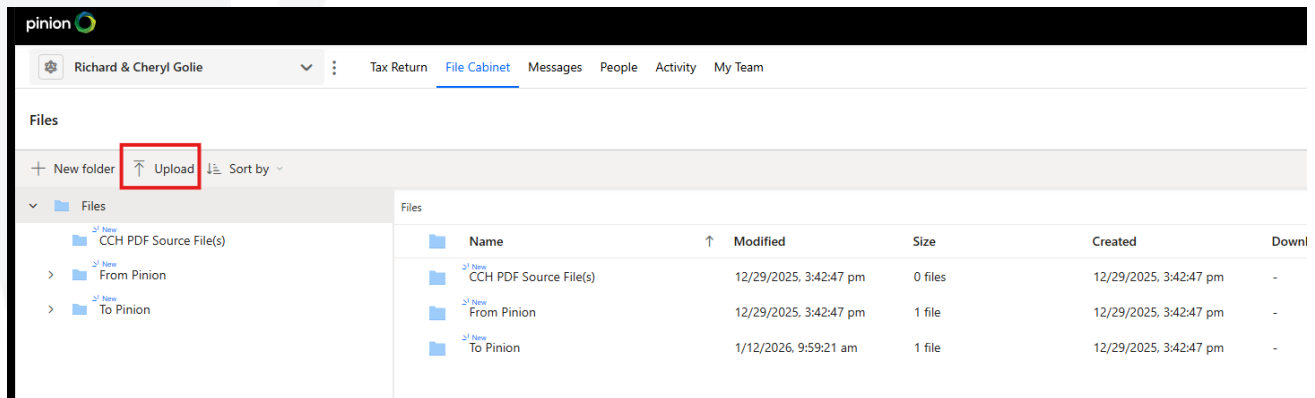 pinion
Richard & Cheryl Golie Tax Return File Cabinet Messages People Activity My Team
Files
New folder Upload Sort by
Files
New
CCH PDF Source File(s)
New
From Pinion
New
To Pinion
Files
Name Modified Size Created Downl
New
CCH PDF Source File(s) 12/29/2025, 3:42:47 pm 0 files 12/29/2025, 3:42:47 pm -
New
From Pinion 12/29/2025, 3:42:47 pm 1 file 12/29/2025, 3:42:47 pm -
New
To Pinion 1/12/2026, 9:59:21 am 1 file 12/29/2025, 3:42:47 pm -